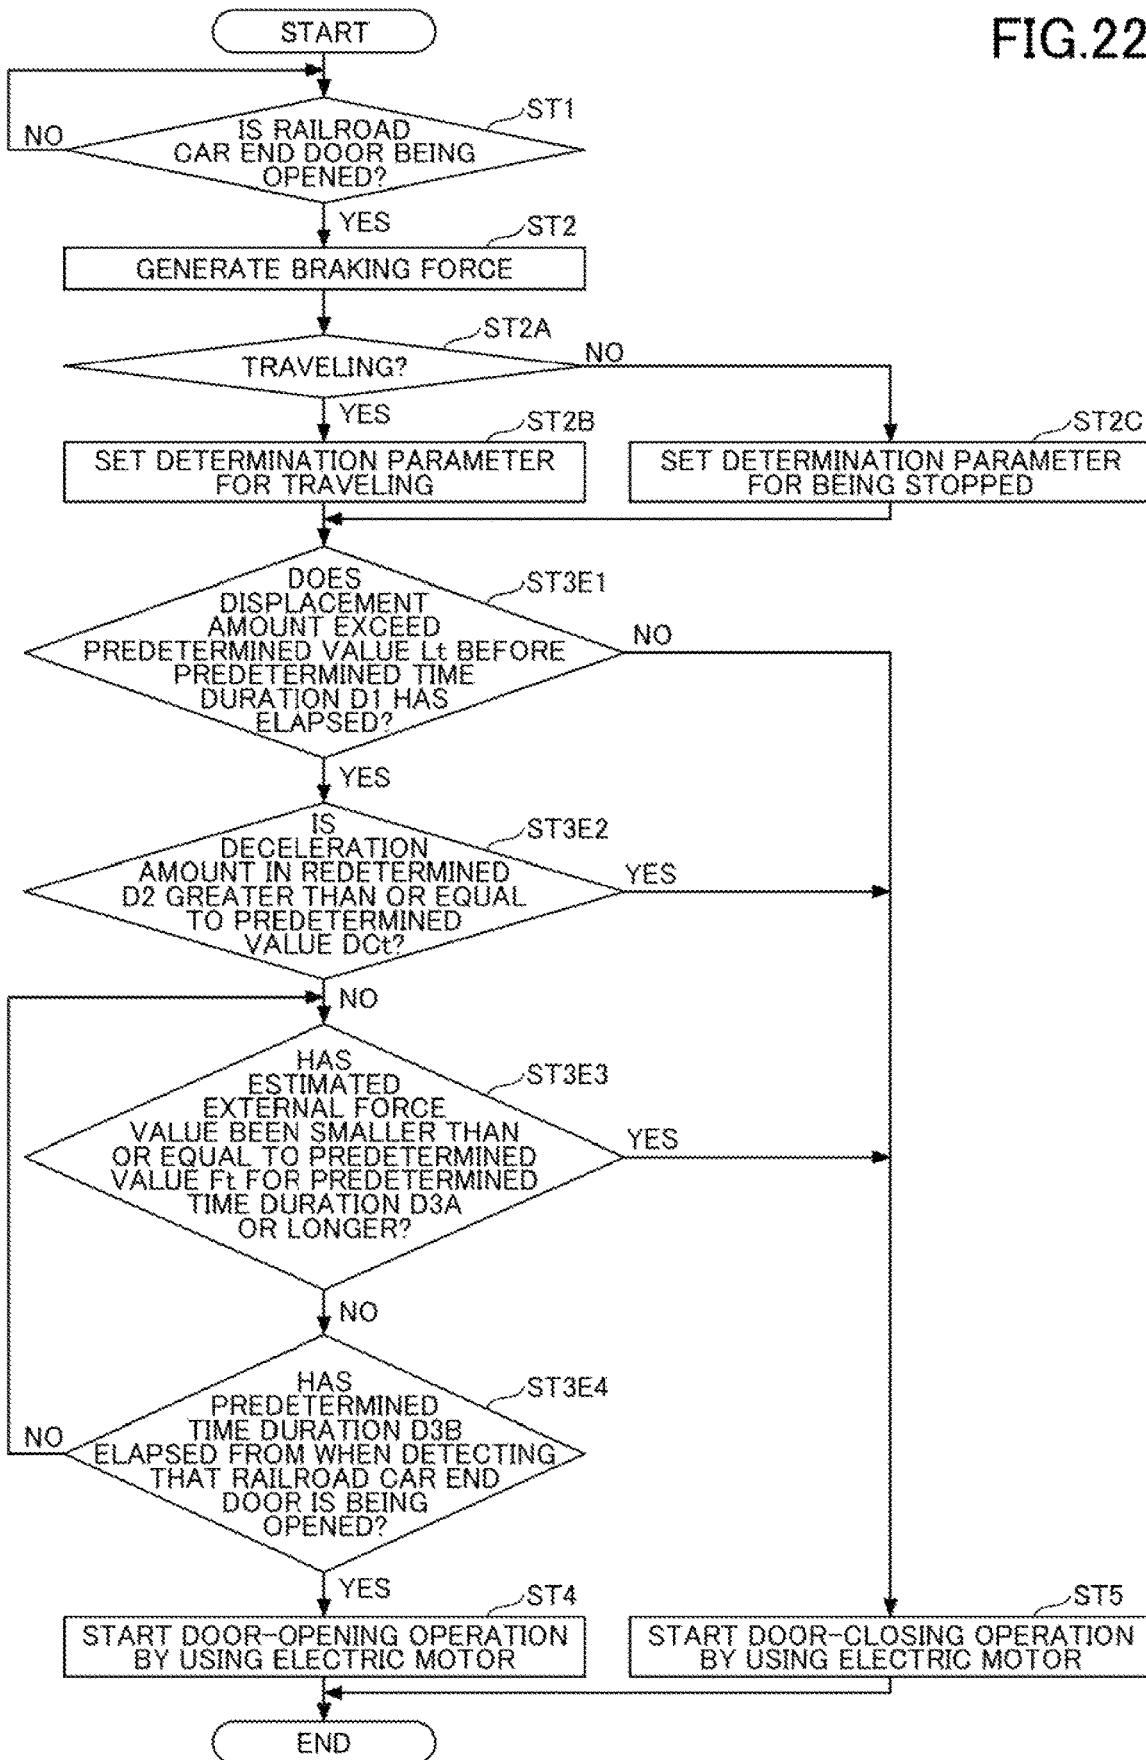 FIG.22
START
ST1
NO
IS RAILROAD
CAR END DOOR BEING
OPENED?
YES
ST2
GENERATE BRAKING FORCE
ST2A
TRAVELING?
NO
YES
ST2B
ST2C
SET DETERMINATION PARAMETER
FOR TRAVELING
SET DETERMINATION PARAMETER
FOR BEING STOPPED
ST3E1
DOES
DISPLACEMENT
AMOUNT EXCEED
PREDETERMINED VALUE Lt BEFORE
PREDETERMINED TIME
DURATION D1 HAS
ELAPSED?
NO
YES
ST3E2
IS
DECELERATION
AMOUNT IN REDETERMINED
D2 GREATER THAN OR EQUAL
TO PREDETERMINED
VALUE DCt?
YES
NO
ST3E3
HAS
ESTIMATED
EXTERNAL FORCE
VALUE BEEN SMALLER THAN
OR EQUAL TO PREDETERMINED
VALUE Ft FOR PREDETERMINED
TIME DURATION D3A
OR LONGER?
YES
NO
ST3E4
HAS
PREDETERMINED
TIME DURATION D3B
ELAPSED FROM WHEN DETECTING
THAT RAILROAD CAR END
DOOR IS BEING
OPENED?
NO
YES
ST4
ST5
START DOOR-OPENING OPERATION
BY USING ELECTRIC MOTOR
START DOOR-CLOSING OPERATION
BY USING ELECTRIC MOTOR
END